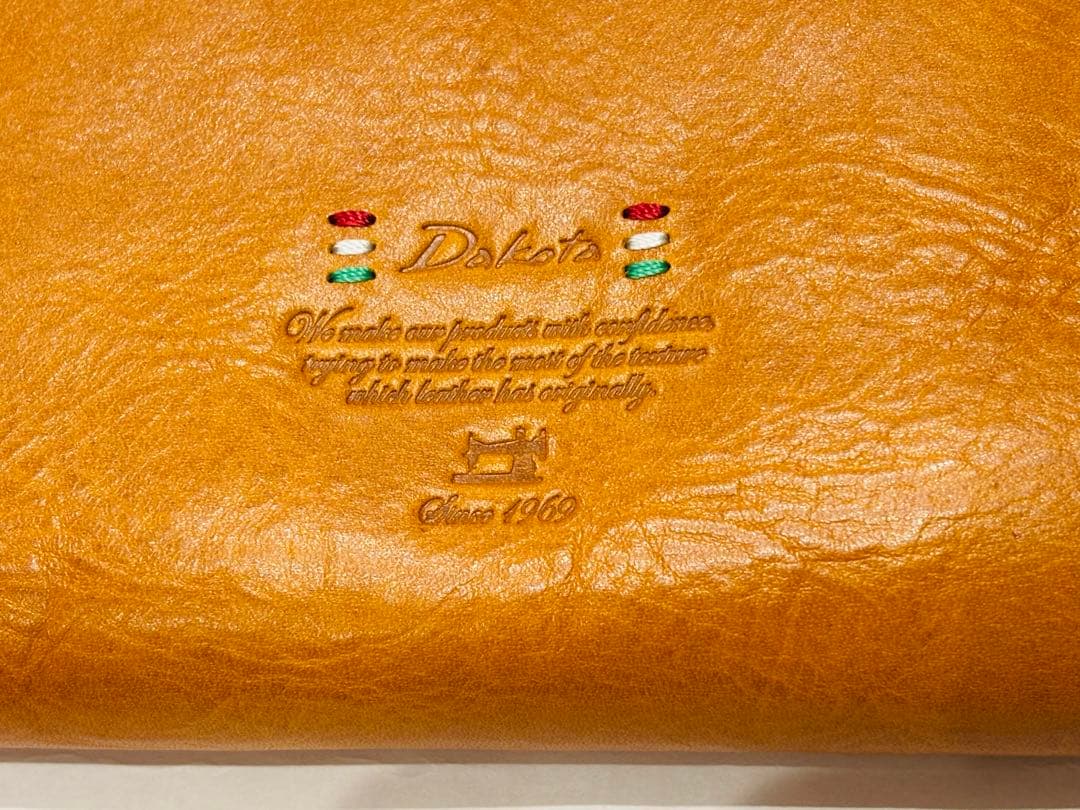 Dakota
We make our products with confidence,
trying to make the most of the texture
which leather has originally.
Since 1969